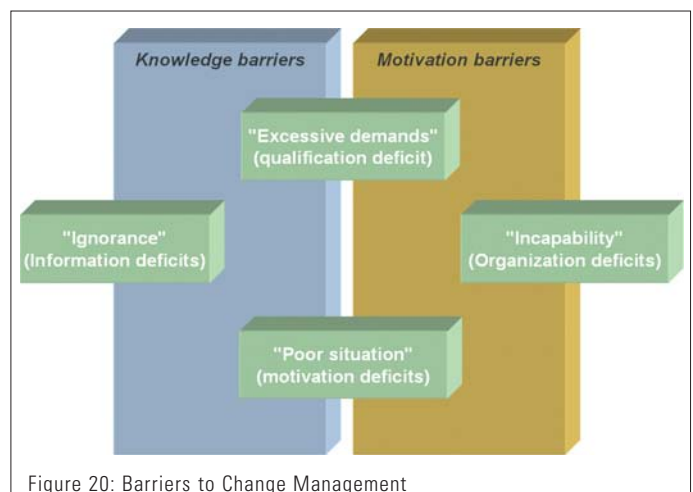 Knowledge barriers
Motivation barriers
"Excessive demands"
(qualification deficit)
"Ignorance"
(Information deficits)
"Incapability"
(Organization deficits)
"Poor situation"
(motivation deficits)
Figure 20: Barriers to Change Management